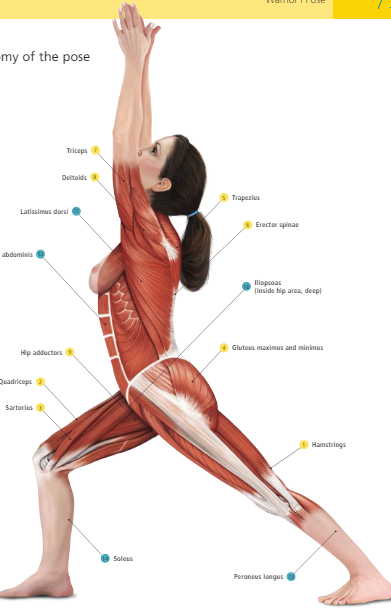 Warrior I Pose
my of the pose
Triceps 7
Deltoids 8
5 Trapezius
Latissimus dorsi 11
6 Erector spinae
abdominis 12
10 Iliopsoas
(inside hip area, deep)
Hip adductors 9
4 Gluteus maximus and minimus
Quadriceps 2
Sartorius 3
1 Hamstrings
14 Soleus
Peroneus longus 13